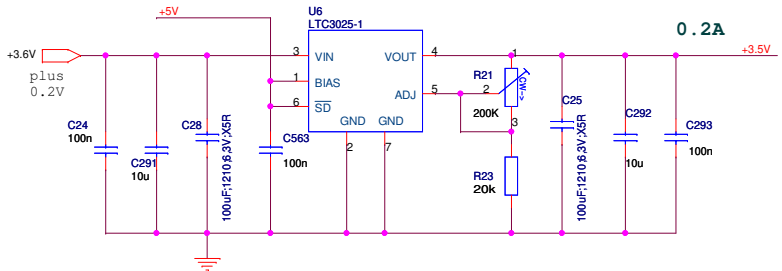 U6
LTC3025-1
+5V
0.2A
+3.6V
plus
0.2V
3
VIN
VOUT
4
1
+3.5V
1
BIAS
R21
CW->
ADJ
5
2
200K
6
SD
3
C24
100n
C291
10u
C28
100uF;1210;6,3V;X5R
C563
100n
GND
GND
2
7
R23
20k
C25
100uF;1210;6,3V;X5R
C292
10u
C293
100n